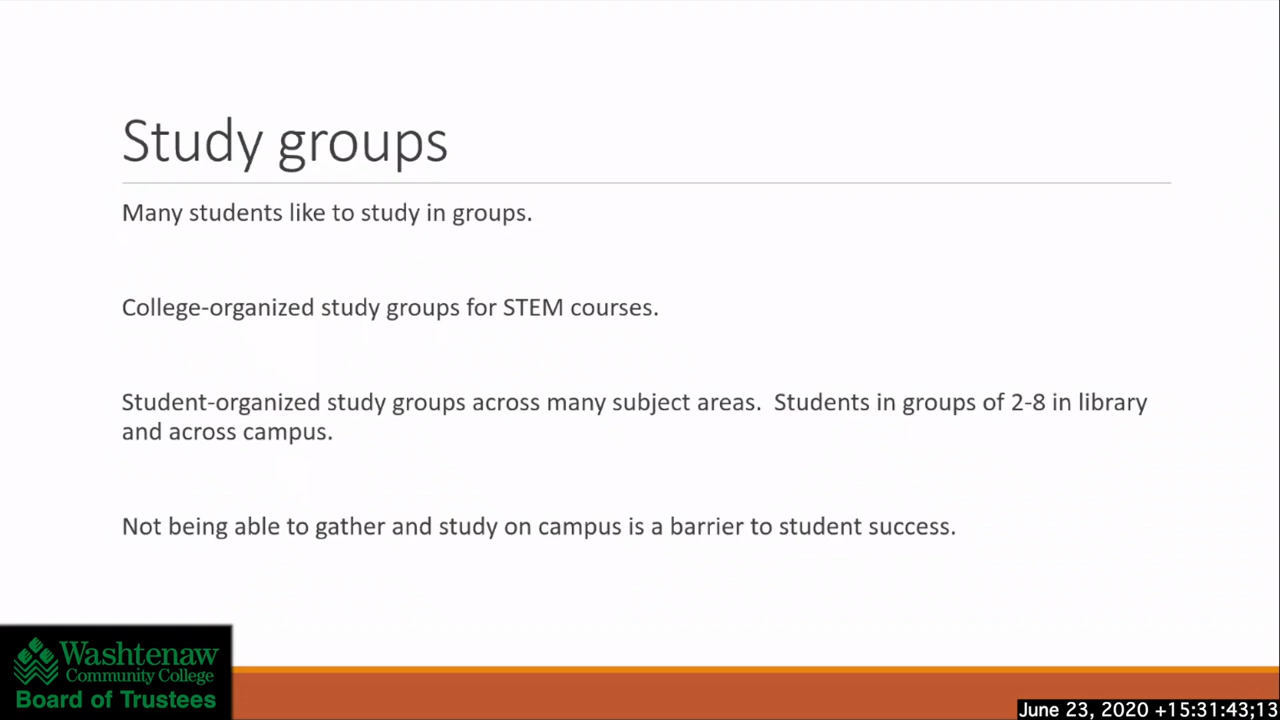 Study groups
Many students like to study in groups.
College-organized study groups for STEM courses.
Student-organized study groups across many subject areas.  Students in groups of 2-8 in library
and across campus.
Not being able to gather and study on campus is a barrier to student success.
Washtenaw
Community College
Board of Trustees
June 23, 2020 +15:31:43;13